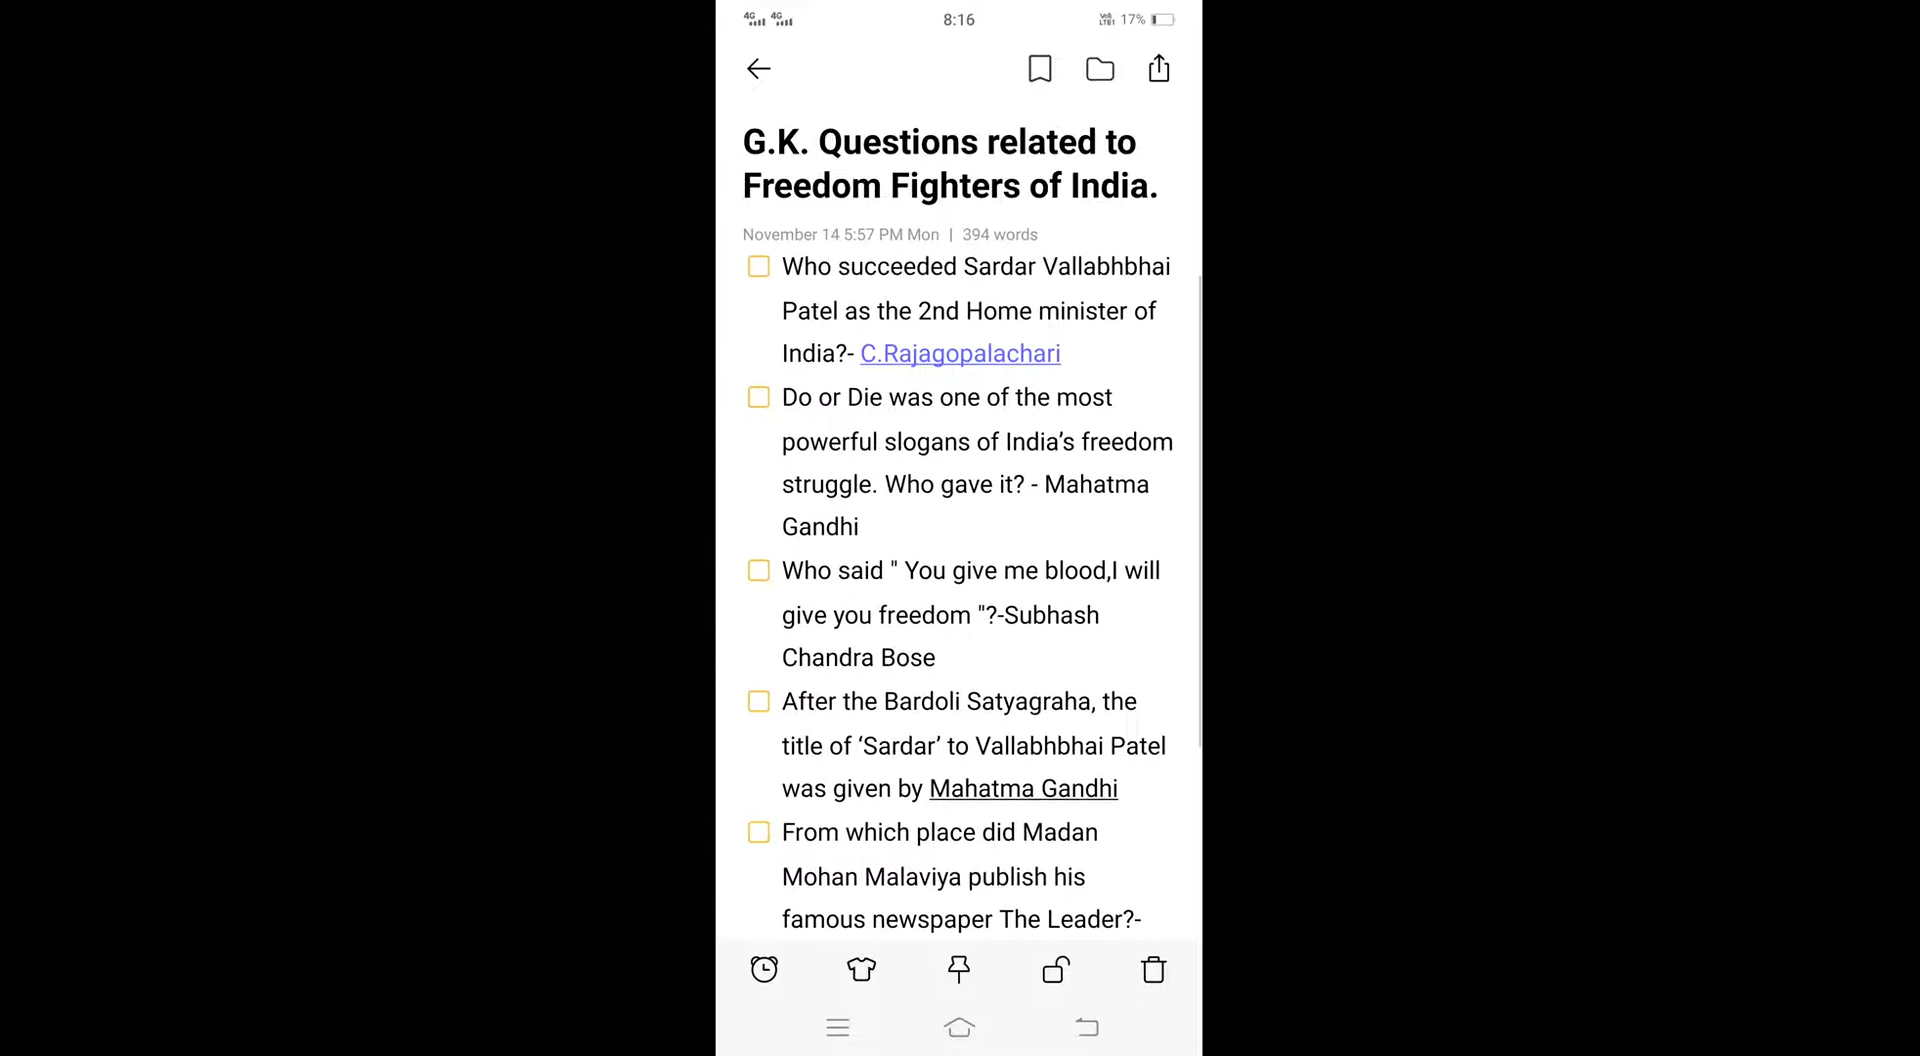 4G 4G 8:16 VoB LTE1 17%
G.K. Questions related to
Freedom Fighters of India.
November 14 5:57 PM Mon | 394 words
Who succeeded Sardar Vallabhbhai
Patel as the 2nd Home minister of
India?- C.Rajagopalachari
Do or Die was one of the most
powerful slogans of India’s freedom
struggle. Who gave it? - Mahatma
Gandhi
Who said " You give me blood,I will
give you freedom "?-Subhash
Chandra Bose
After the Bardoli Satyagraha, the
title of ‘Sardar’ to Vallabhbhai Patel
was given by Mahatma Gandhi
From which place did Madan
Mohan Malaviya publish his
famous newspaper The Leader?-